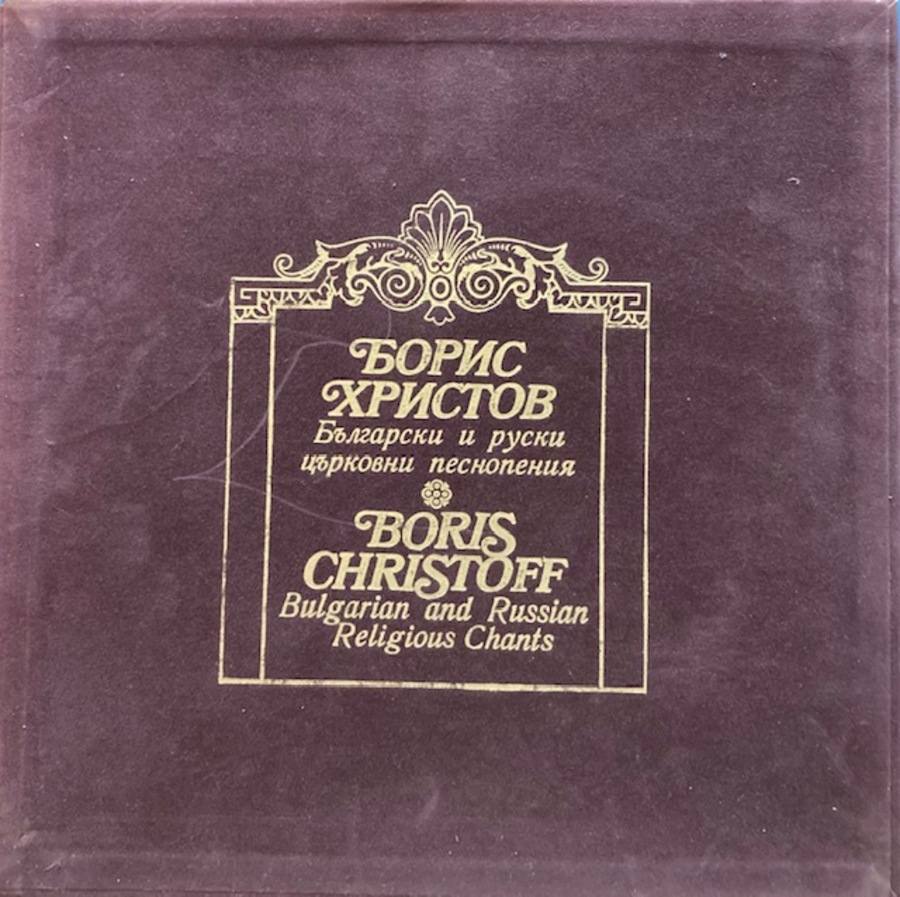 БОРИС
ХРИСТОВ
Български и руски
църковни песнопения
BORIS
CHRISTOFF
Bulgarian and Russian
Religious Chants